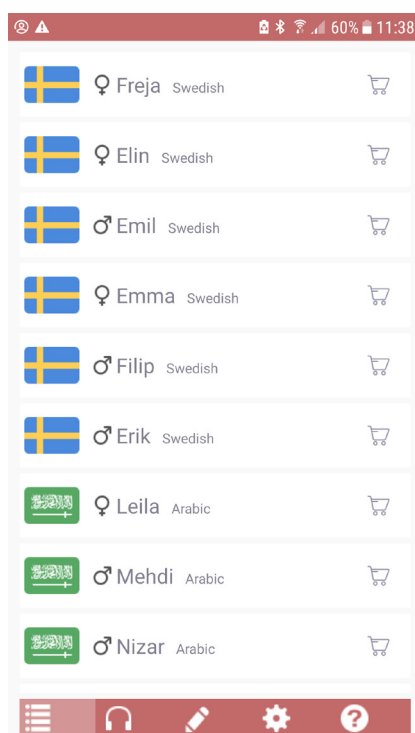 60% 11:38
Freja Swedish
Elin Swedish
Emil Swedish
Emma Swedish
Filip Swedish
Erik Swedish
Leila Arabic
Mehdi Arabic
Nizar Arabic
?